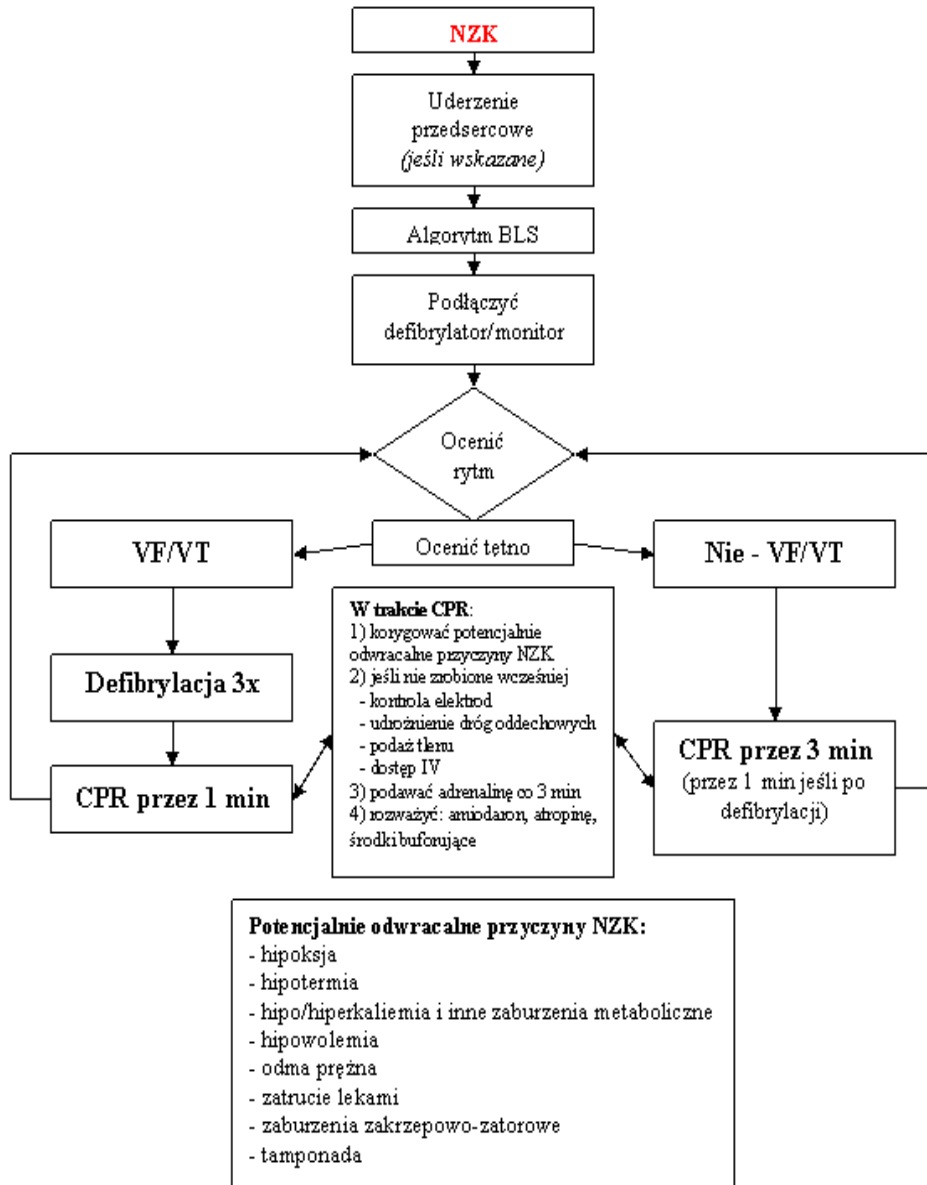 NZK
Uderzenie
przedsercowe
(jeśli wskazane)
Algorytm BLS
Podłączyć
defibrylator/monitor
Ocenić
rytm
Ocenić tętno
VF/VT
Nie - VF/VT
Defibrylacja 3x
CPR przez 1 min
W trakcie CPR:
1) korygować potencjalnie
odwracalne przyczyny NZK
2) jeśli nie zrobione wcześniej
- kontrola elektrod
- udrożnienie dróg oddechowych
- podaż tlenu
- dostęp IV
3) podawać adrenalinę co 3 min
4) rozważyć: amiodaron, atropinę,
środki buforujące
CPR przez 3 min
(przez 1 min jeśli po
defibrylacji)
Potencjalnie odwracalne przyczyny NZK:
- hipoksja
- hipotermia
- hipo/hiperkaliemia i inne zaburzenia metaboliczne
- hipowolemia
- odma prężna
- zatrucie lekami
- zaburzenia zakrzepowo-zatorowe
- tamponada